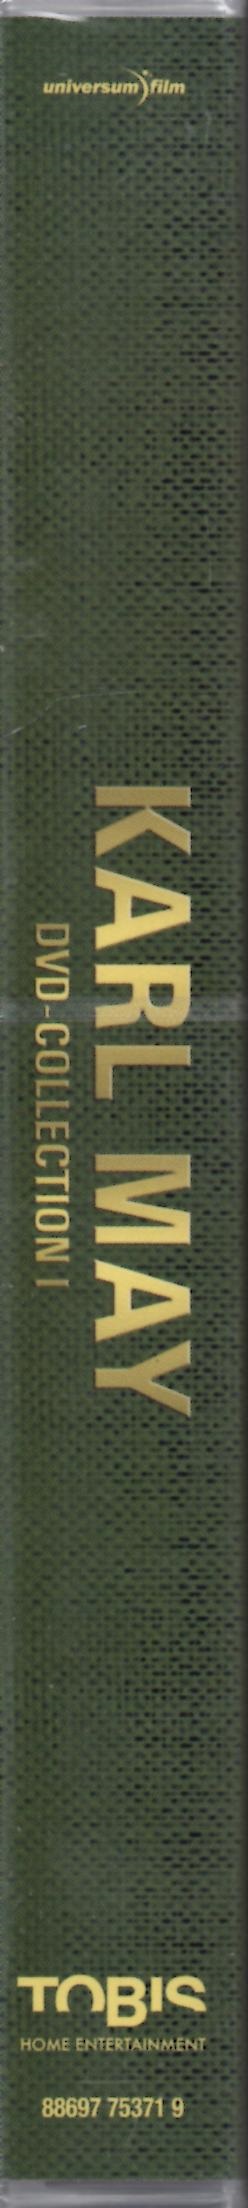 universum film
KARL MAY
DVD-COLLECTION I
TOBIS
HOME ENTERTAINMENT
88697 75371 9